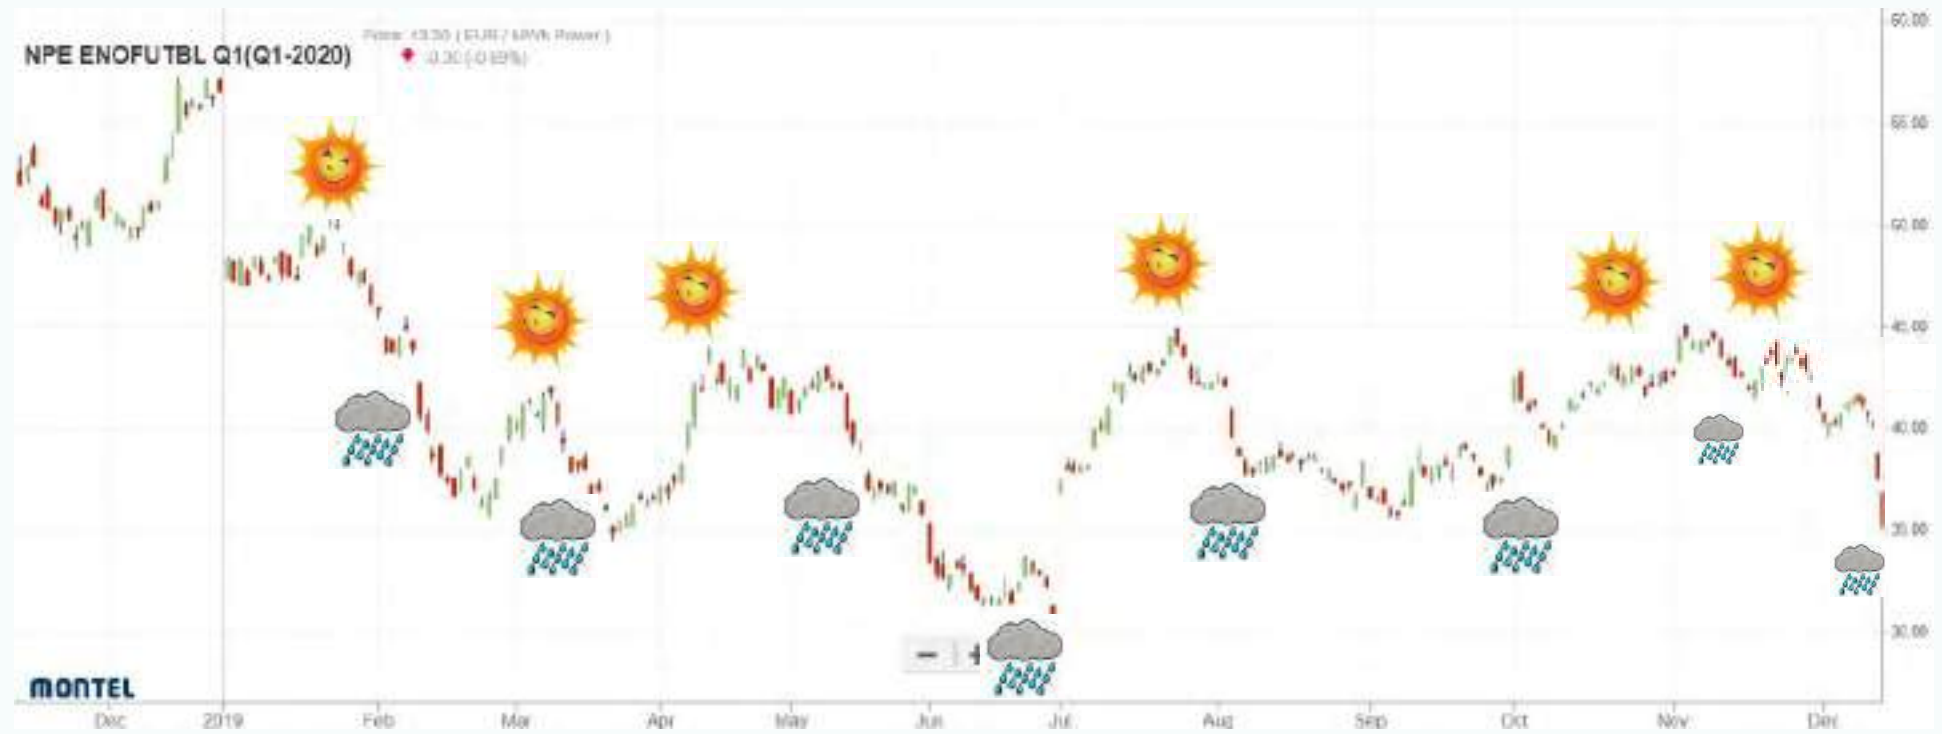 NPE ENOFUTBL Q1(Q1-2020)
60.00
55.00
50.00
45.00
40.00
35.00
30.00
MONTEL
Dec 2019 Feb Mar Apr May Jun Jul Aug Sep Oct Nov Dec